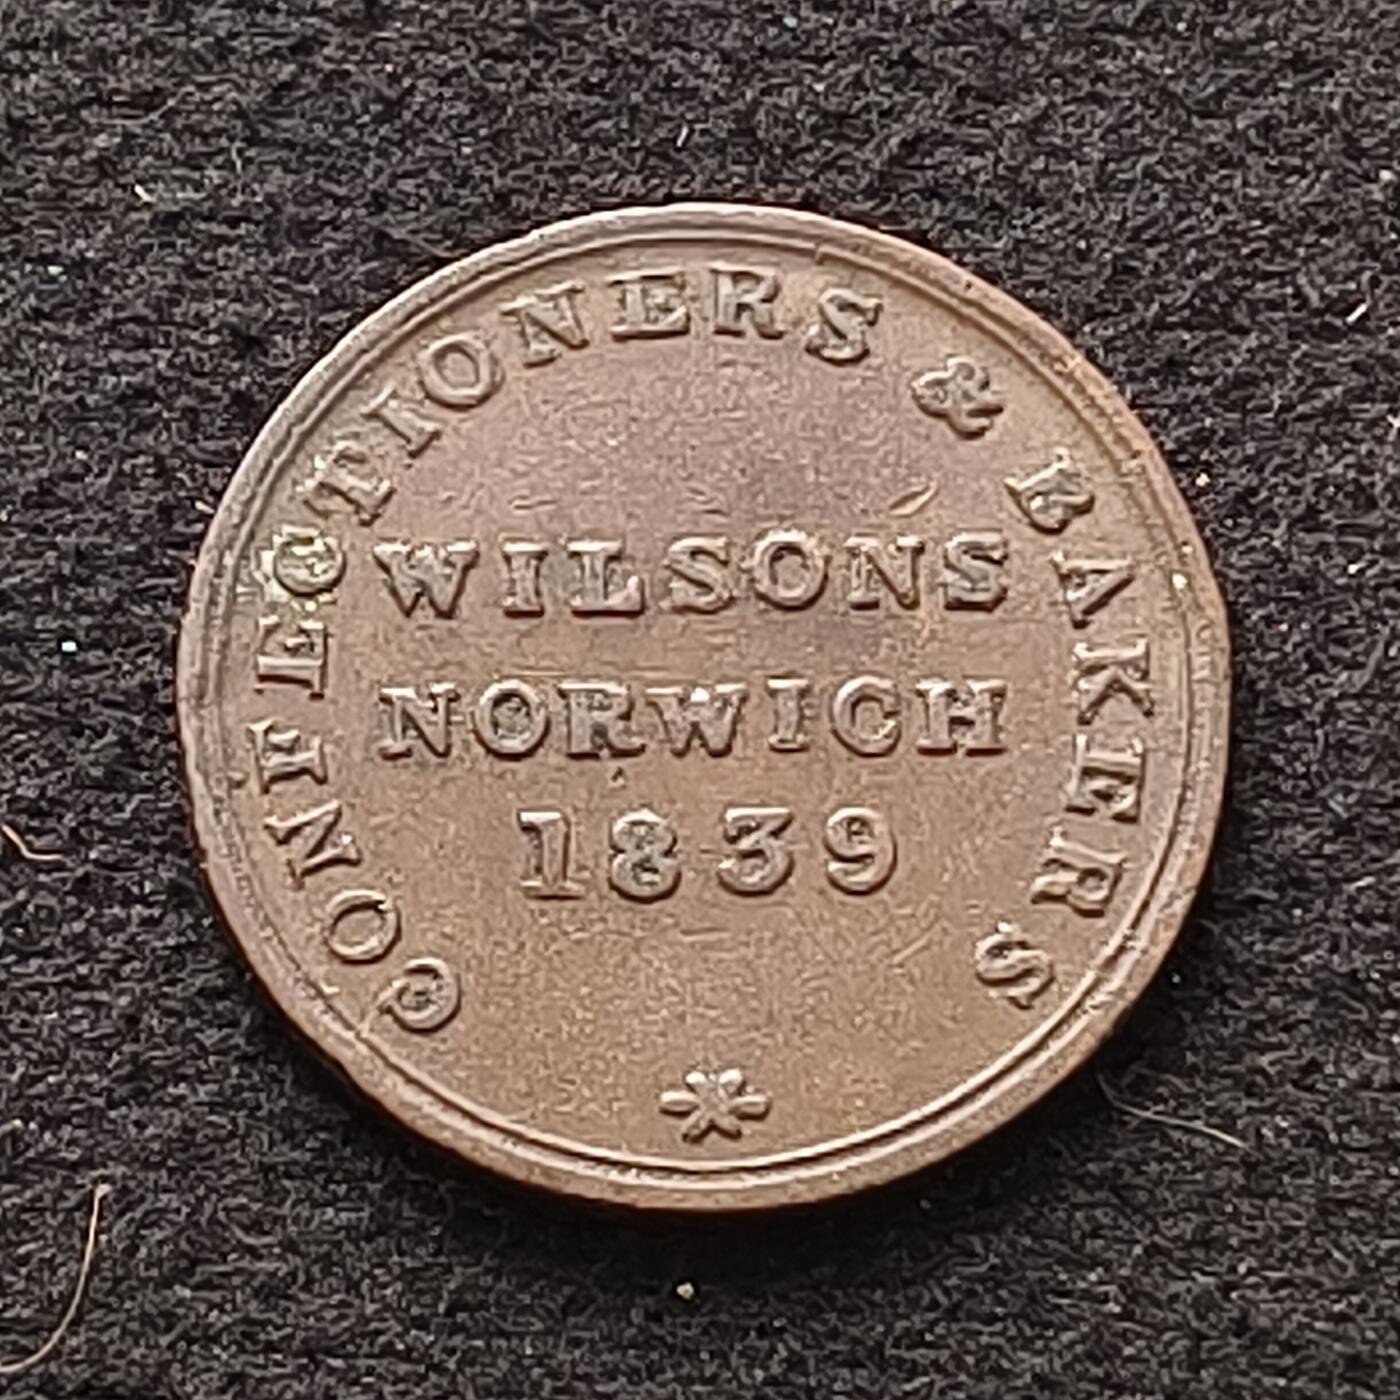 CONFECTIONERS & BAKERS
WILSONS
NORWICH
1839